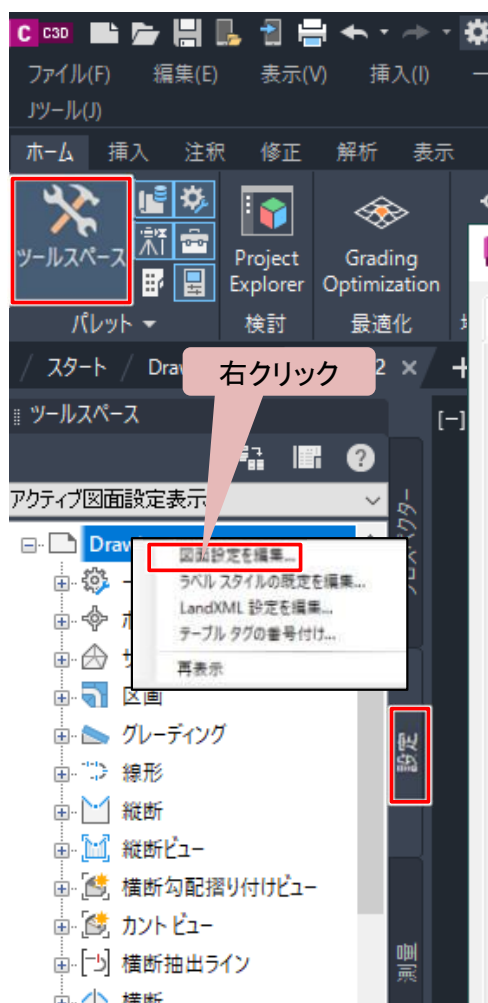 C C3D
ファイル(F) 編集(E) 表示(V) 挿入(I)
Jツール(J)
ホーム 挿入 注釈 修正 解析 表示
ツールスペース
Project Explorer
Grading Optimization
パレット 検討 最適化
スタート Dra 2
右クリック
ツールスペース
[−]
アクティブ図面設定表示
Draw
図面設定を編集...
ラベル スタイルの既定を編集...
LandXML 設定を編集...
テーブル タグの番号付け...
再表示
区画
グレーディング
線形
縦断
縦断ビュー
横断勾配摺り付けビュー
カント ビュー
横断抽出ライン
横断
設定
測量